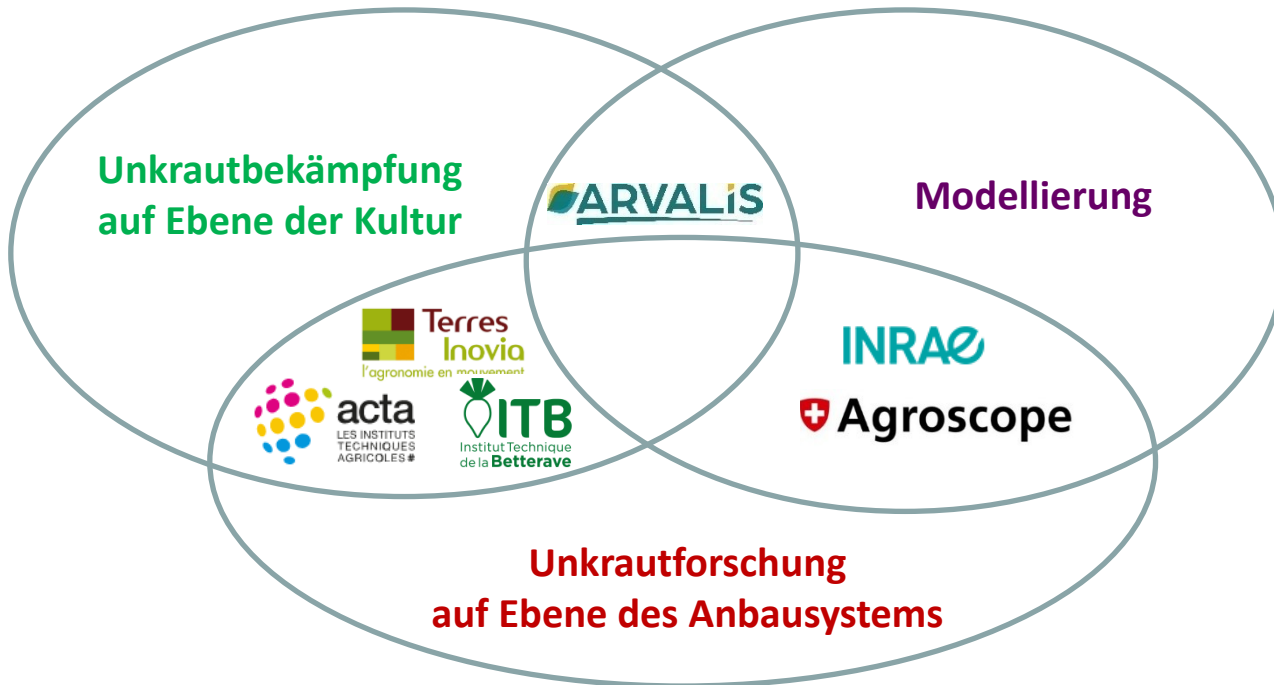 Unkrautbekämpfung
auf Ebene der Kultur
ARVALIS
Modellierung
Terres
Inovia
l'agronomie en mouvement
INRAE
acta
LES INSTITUTS
TECHNIQUES
AGRICOLES#
ITB
Institut Technique
de la Betterave
Agroscope
Unkrautforschung
auf Ebene des Anbausystems